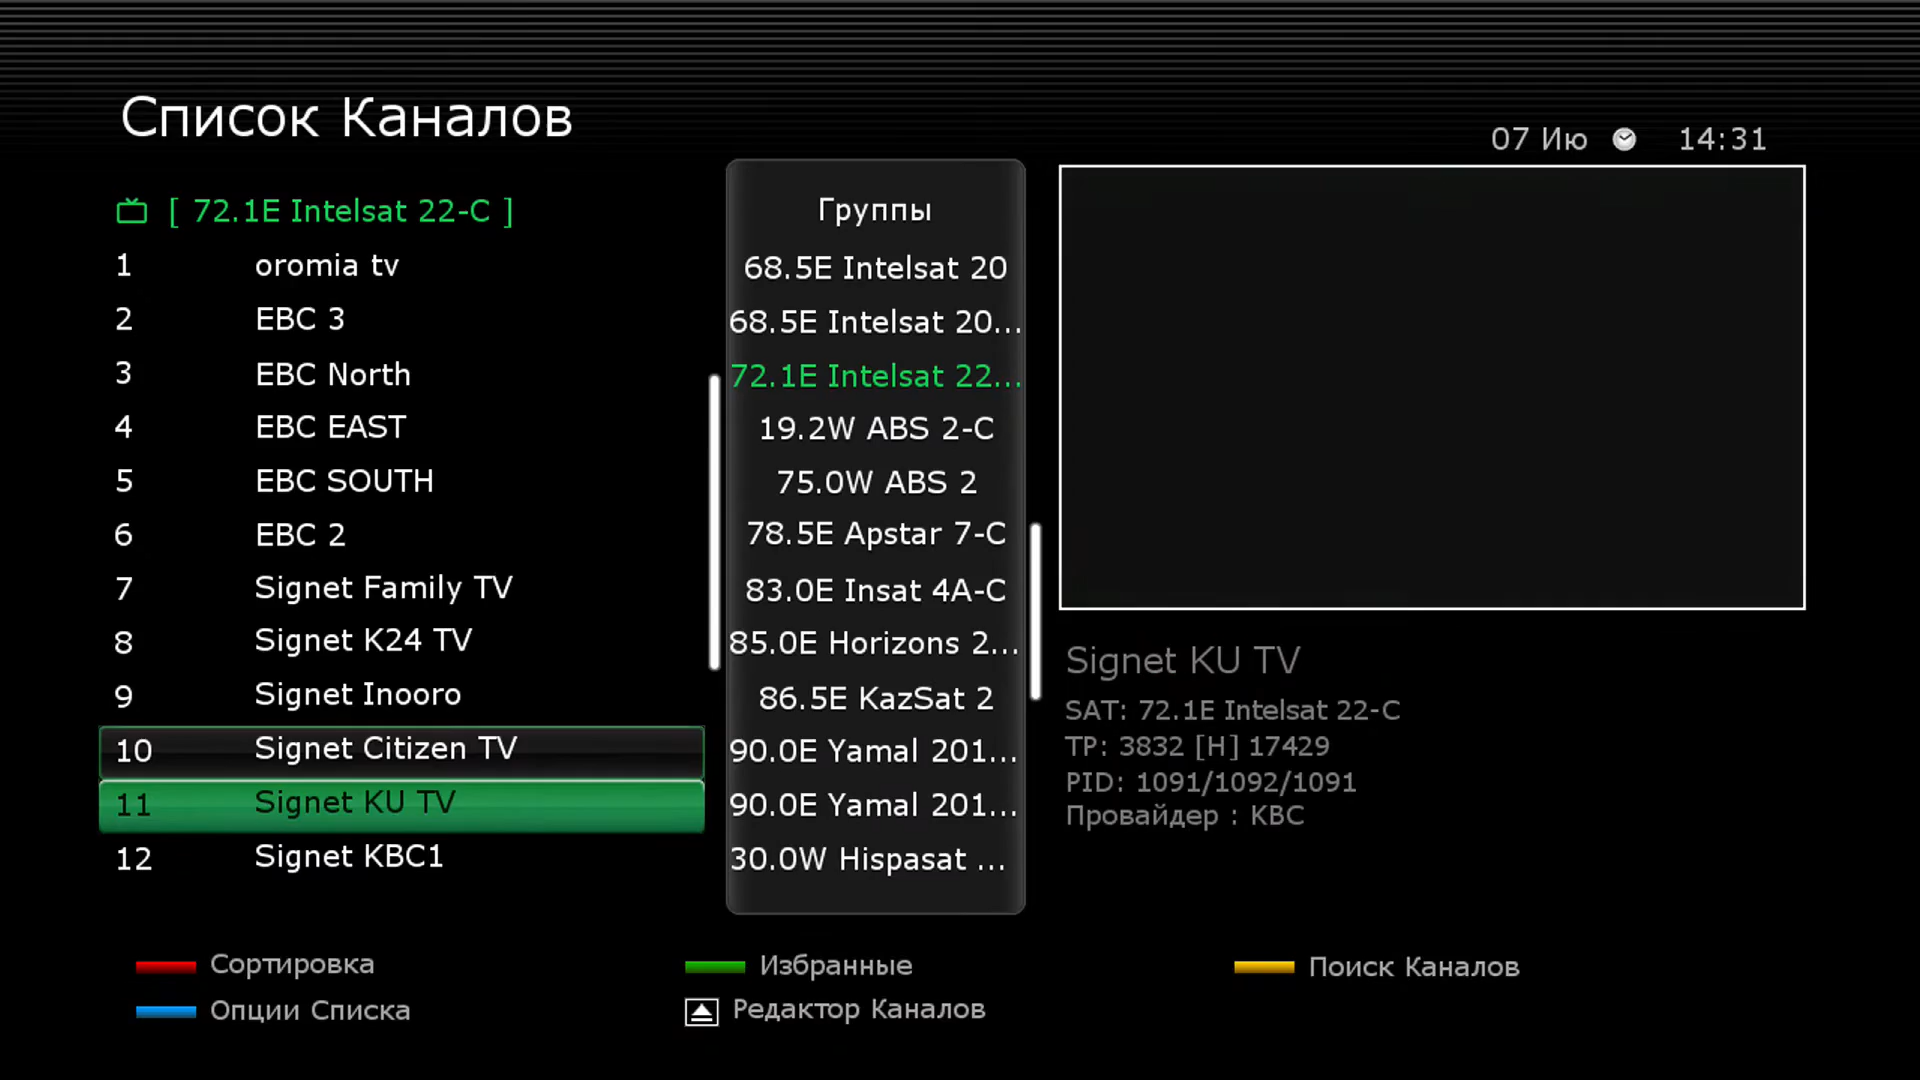 Список Каналов
07 Ию 14:31
[ 72.1E Intelsat 22-C ]
1 oromia tv
2 EBC 3
3 EBC North
4 EBC EAST
5 EBC SOUTH
6 EBC 2
7 Signet Family TV
8 Signet K24 TV
9 Signet Inooro
10 Signet Citizen TV
11 Signet KU TV
12 Signet KBC1
Группы
68.5E Intelsat 20
68.5E Intelsat 20...
72.1E Intelsat 22...
19.2W ABS 2-C
75.0W ABS 2
78.5E Apstar 7-C
83.0E Insat 4A-C
85.0E Horizons 2...
86.5E KazSat 2
90.0E Yamal 201...
90.0E Yamal 201...
30.0W Hispasat ...
Signet KU TV
SAT: 72.1E Intelsat 22-C
TP: 3832 [H] 17429
PID: 1091/1092/1091
Провайдер : KBC
Сортировка
Избранные
Поиск Каналов
Опции Списка
Редактор Каналов